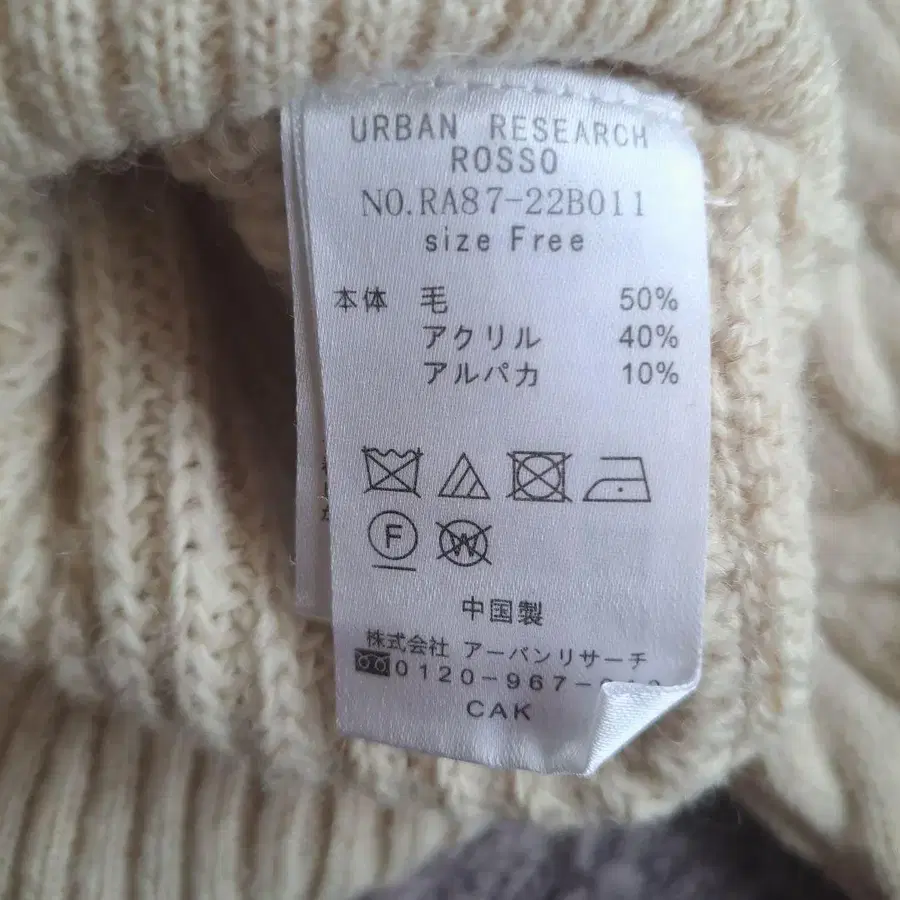 URBAN RESEARCH
ROSSO
NO.RA87-22B011
size Free
本体 毛 50%
アクリル 40%
アルパカ 10%
F
W
中国製
株式会社 アーバンリサーチ
0120-967-
CAK